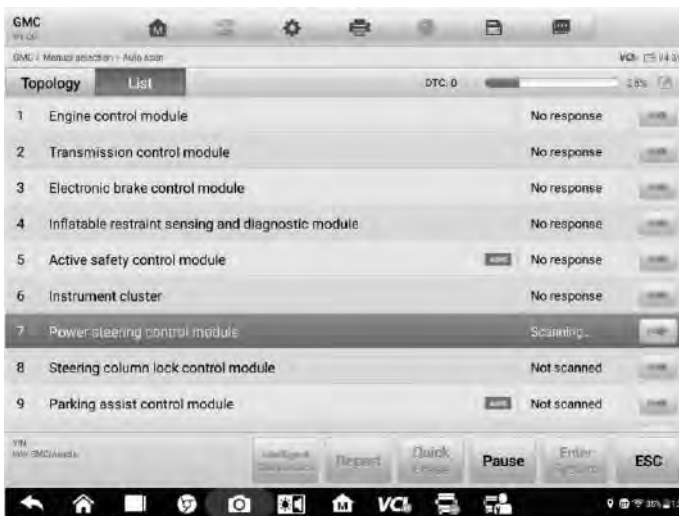 GMC
GMC > Manual selection > Auto scan
VCI
Topology List DTC: 0
1 Engine control module No response
2 Transmission control module No response
3 Electronic brake control module No response
4 Inflatable restraint sensing and diagnostic module No response
5 Active safety control module No response
6 Instrument cluster No response
7 Power steering control module Scanning..
8 Steering column lock control module Not scanned
9 Parking assist control module Not scanned
VIN
Report Quick Pause Enter ESC
VCI